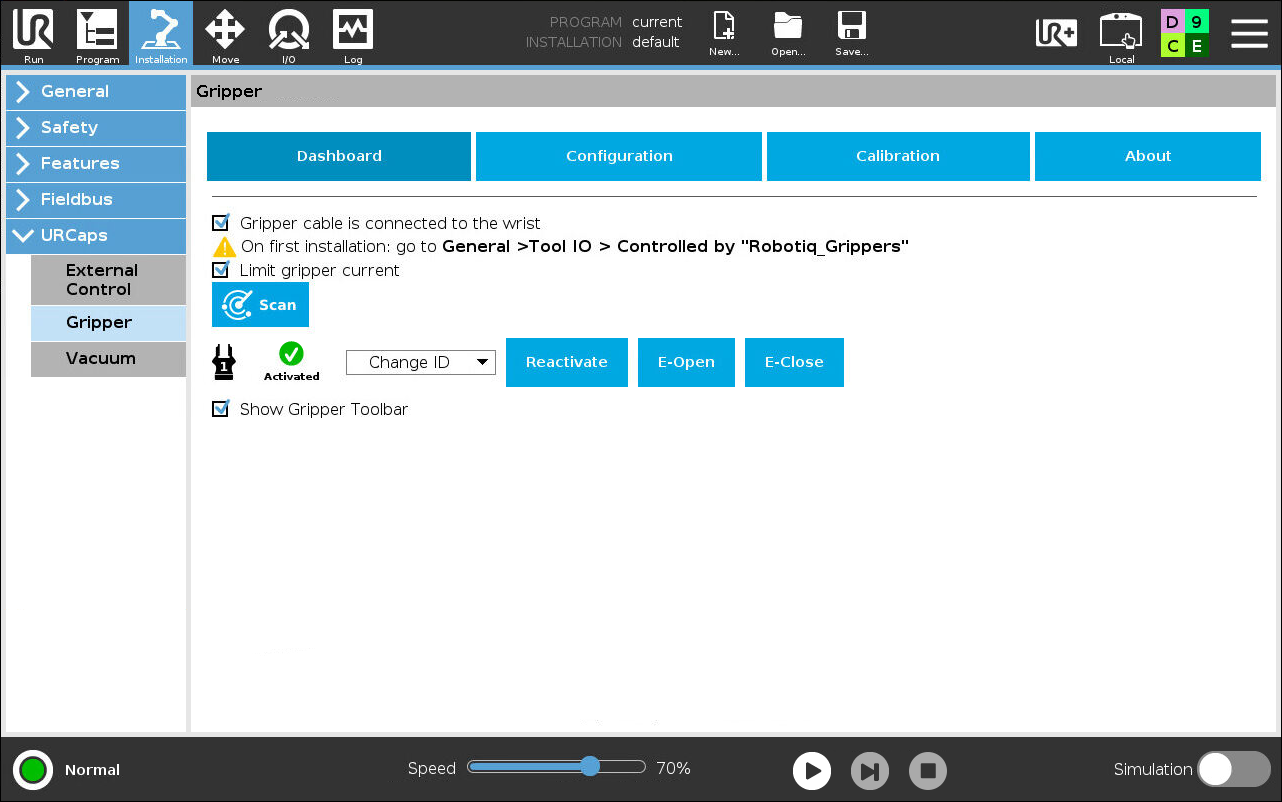 PROGRAM current
INSTALLATION default
Run
Program
Installation
Move
I/O
Log
New...
Open...
Save...
UR+
Local
D 9
C E
General
Safety
Features
Fieldbus
URCaps
External
Control
Gripper
Vacuum
Gripper
Dashboard
Configuration
Calibration
About
Gripper cable is connected to the wrist
On first installation: go to General >Tool IO > Controlled by "Robotiq_Grippers"
Limit gripper current
Scan
1
Activated
Change ID
Reactivate
E-Open
E-Close
Show Gripper Toolbar
Normal
Speed
70%
Simulation